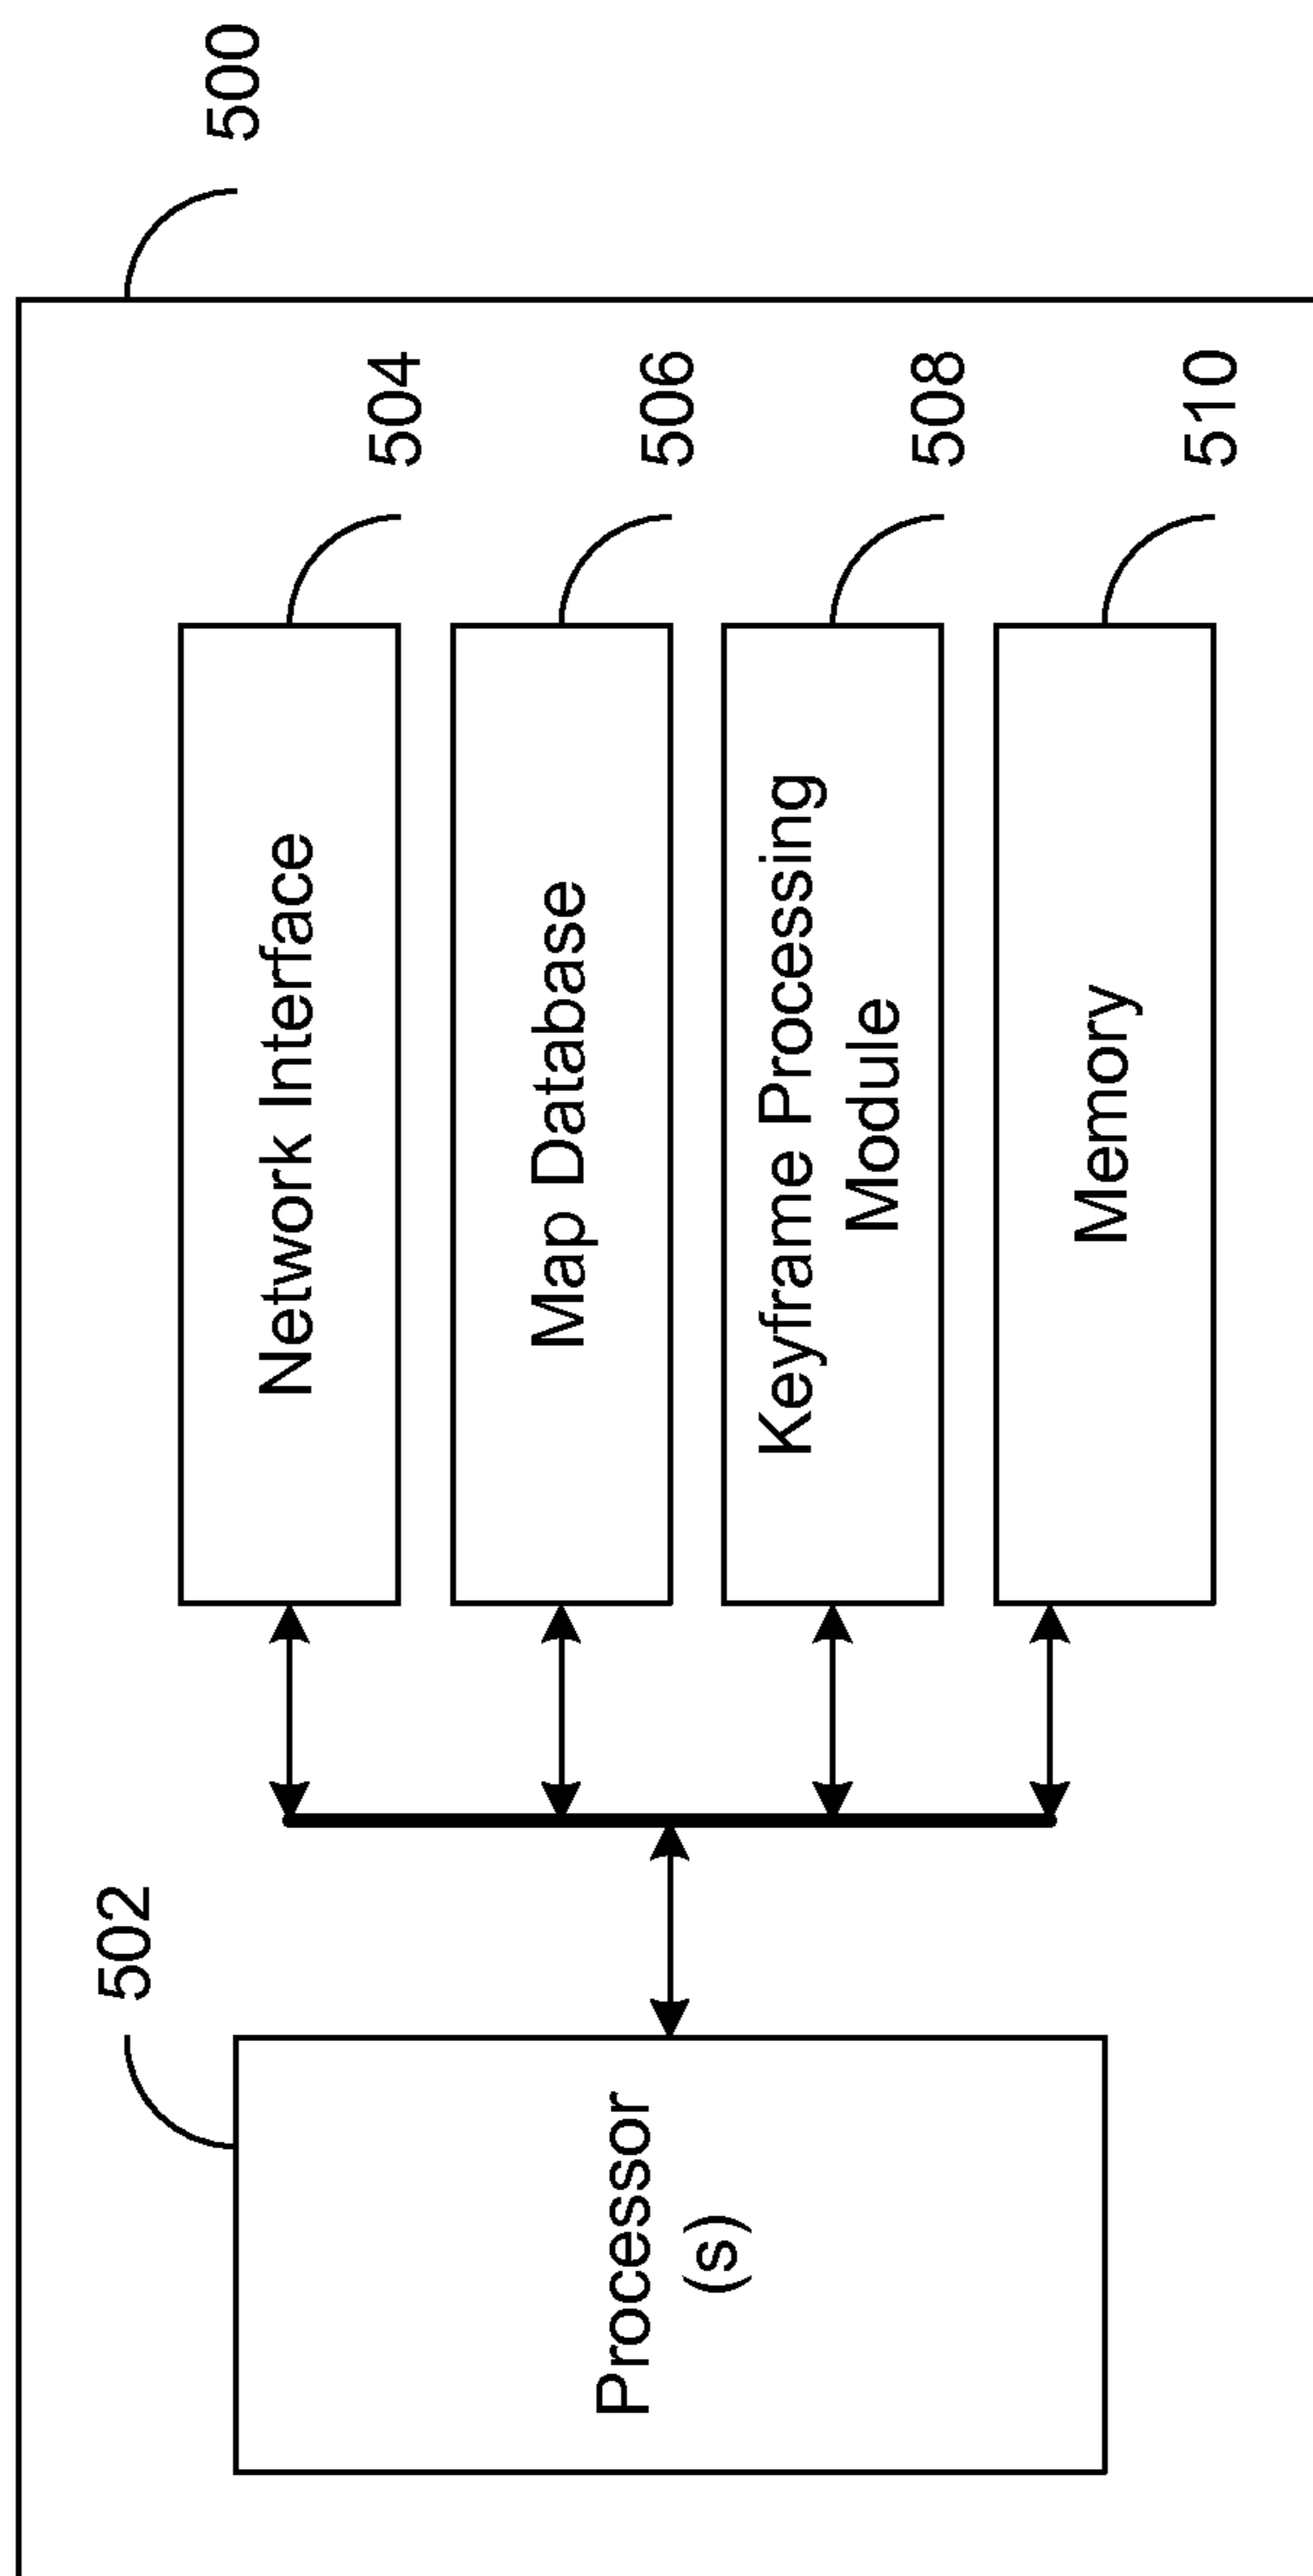 500
502
Processor
(s)
Network Interface
504
Map Database
506
Keyframe Processing
Module
508
Memory
510